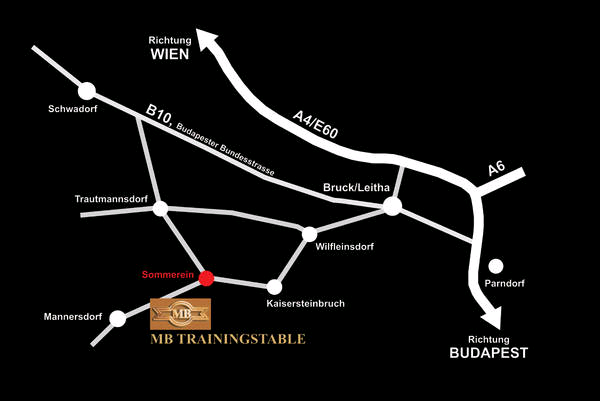 Richtung
WIEN
Schwadorf
B10, Budapester Bundesstrasse
A4/E60
A6
Bruck/Leitha
Trautmannsdorf
Wilfleinsdorf
Sommerein
Parndorf
Kaisersteinbruch
Mannersdorf
MB
MB TRAININGSTABLE
Richtung
BUDAPEST